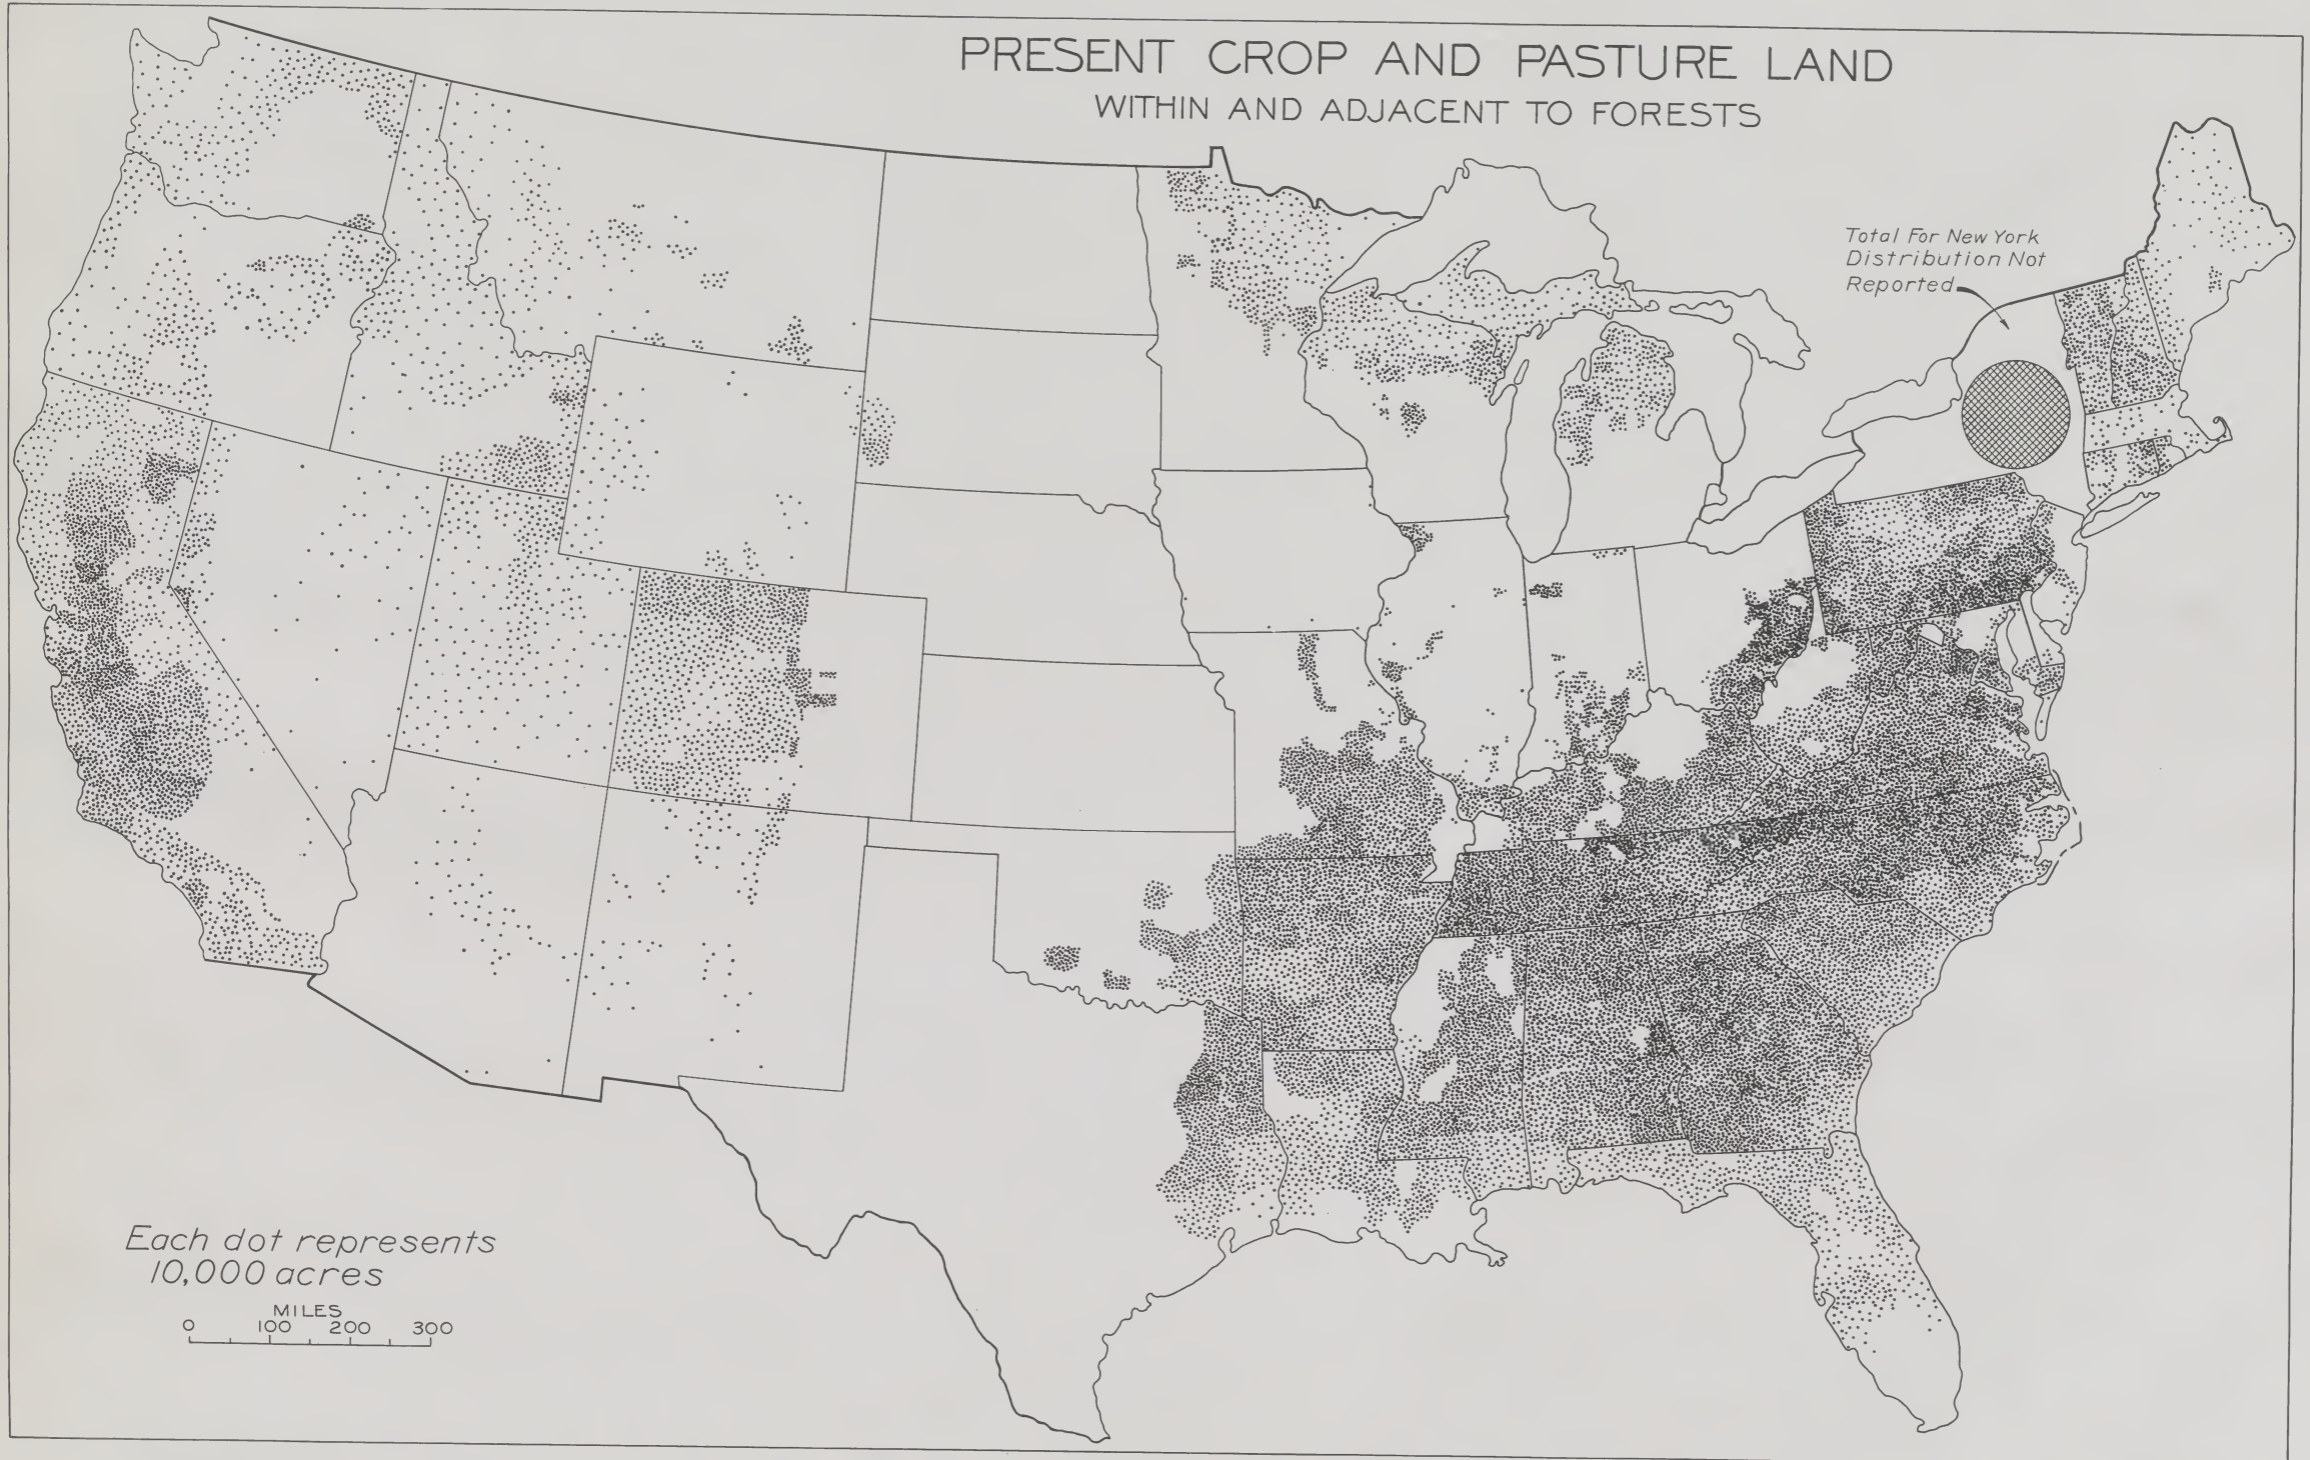 PRESENT CROP AND PASTURE LAND
WITHIN AND ADJACENT TO FORESTS
Total For New York
Distribution Not
Reported
Each dot represents
10,000 acres
MILES
0 100 200 300